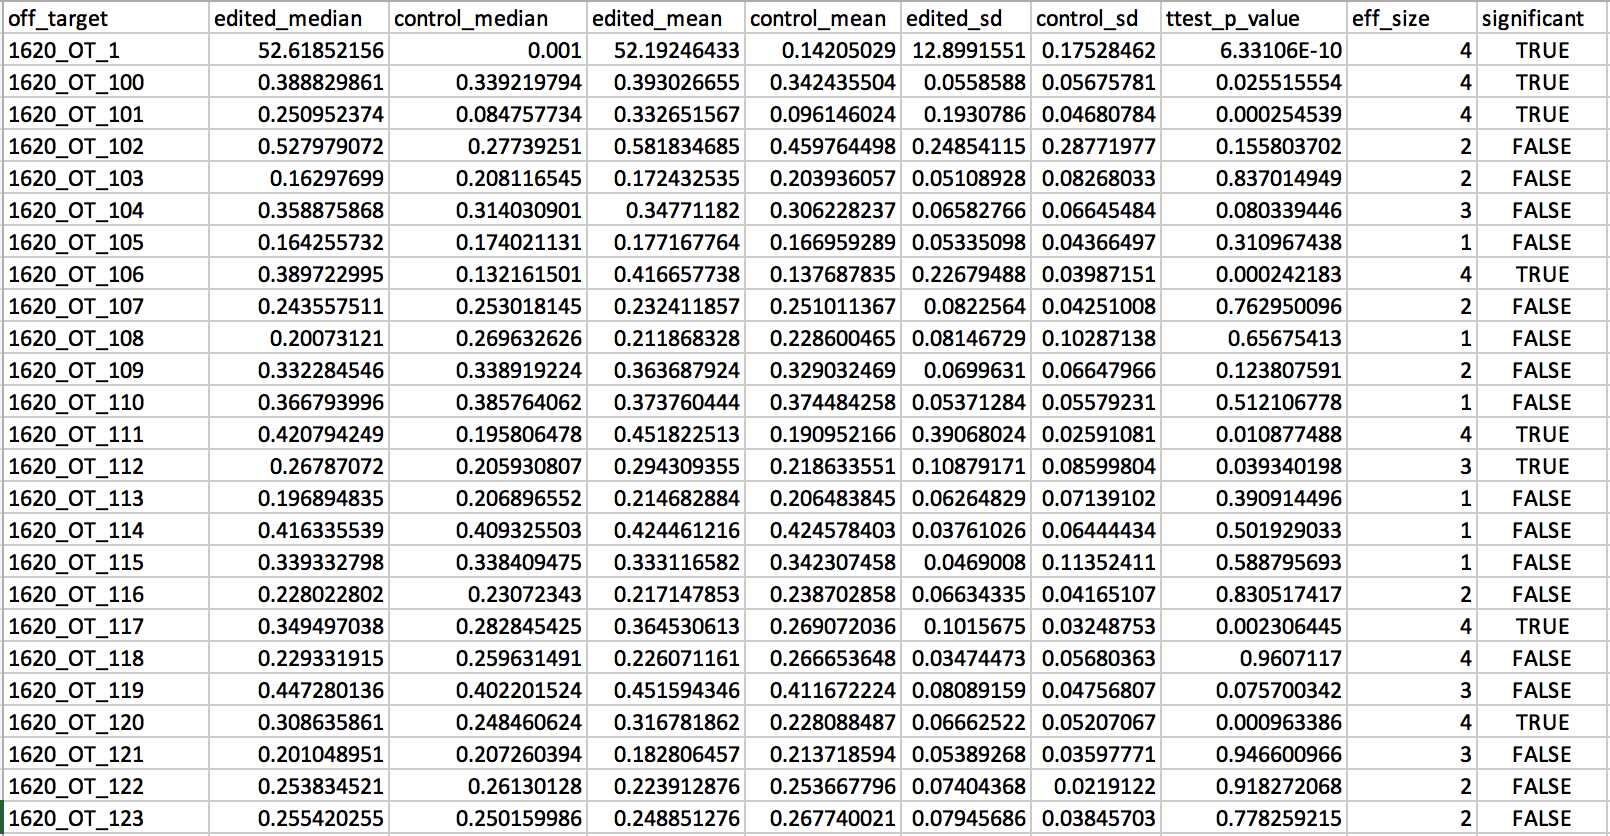 off_target edited_median control_median edited_mean control_mean edited_sd control_sd ttest_p_value eff_size significant
1620_OT_1 52.61852156 0.001 52.19246433 0.14205029 12.8991551 0.17528462 6.33106E-10 4 TRUE
1620_OT_100 0.388829861 0.339219794 0.393026655 0.342435504 0.0558588 0.05675781 0.025515554 4 TRUE
1620_OT_101 0.250952374 0.084757734 0.332651567 0.096146024 0.1930786 0.04680784 0.000254539 4 TRUE
1620_OT_102 0.527979072 0.27739251 0.581834685 0.459764498 0.24854115 0.28771977 0.155803702 2 FALSE
1620_OT_103 0.16297699 0.208116545 0.172432535 0.203936057 0.05108928 0.08268033 0.837014949 2 FALSE
1620_OT_104 0.358875868 0.314030901 0.34771182 0.306228237 0.06582766 0.06645484 0.080339446 3 FALSE
1620_OT_105 0.164255732 0.174021131 0.177167764 0.166959289 0.05335098 0.04366497 0.310967438 1 FALSE
1620_OT_106 0.389722995 0.132161501 0.416657738 0.137687835 0.22679488 0.03987151 0.000242183 4 TRUE
1620_OT_107 0.243557511 0.253018145 0.232411857 0.251011367 0.0822564 0.04251008 0.762950096 2 FALSE
1620_OT_108 0.20073121 0.269632626 0.211868328 0.228600465 0.08146729 0.10287138 0.65675413 1 FALSE
1620_OT_109 0.332284546 0.338919224 0.363687924 0.329032469 0.0699631 0.06647966 0.123807591 2 FALSE
1620_OT_110 0.366793996 0.385764062 0.373760444 0.374484258 0.05371284 0.05579231 0.512106778 1 FALSE
1620_OT_111 0.420794249 0.195806478 0.451822513 0.190952166 0.39068024 0.02591081 0.010877488 4 TRUE
1620_OT_112 0.26787072 0.205930807 0.294309355 0.218633551 0.10879171 0.08599804 0.039340198 3 TRUE
1620_OT_113 0.196894835 0.206896552 0.214682884 0.206483845 0.06264829 0.07139102 0.390914496 1 FALSE
1620_OT_114 0.416335539 0.409325503 0.424461216 0.424578403 0.03761026 0.06444434 0.501929033 1 FALSE
1620_OT_115 0.339332798 0.338409475 0.333116582 0.342307458 0.0469008 0.11352411 0.588795693 1 FALSE
1620_OT_116 0.228022802 0.23072343 0.217147853 0.238702858 0.06634335 0.04165107 0.830517417 2 FALSE
1620_OT_117 0.349497038 0.282845425 0.364530613 0.269072036 0.1015675 0.03248753 0.002306445 4 TRUE
1620_OT_118 0.229331915 0.259631491 0.226071161 0.266653648 0.03474473 0.05680363 0.9607117 4 FALSE
1620_OT_119 0.447280136 0.402201524 0.451594346 0.411672224 0.08089159 0.04756807 0.075700342 3 FALSE
1620_OT_120 0.308635861 0.248460624 0.316781862 0.228088487 0.06662522 0.05207067 0.000963386 4 TRUE
1620_OT_121 0.201048951 0.207260394 0.182806457 0.213718594 0.05389268 0.03597771 0.946600966 3 FALSE
1620_OT_122 0.253834521 0.26130128 0.223912876 0.253667796 0.07404368 0.0219122 0.918272068 2 FALSE
1620_OT_123 0.255420255 0.250159986 0.248851276 0.267740021 0.07945686 0.03845703 0.778259215 2 FALSE